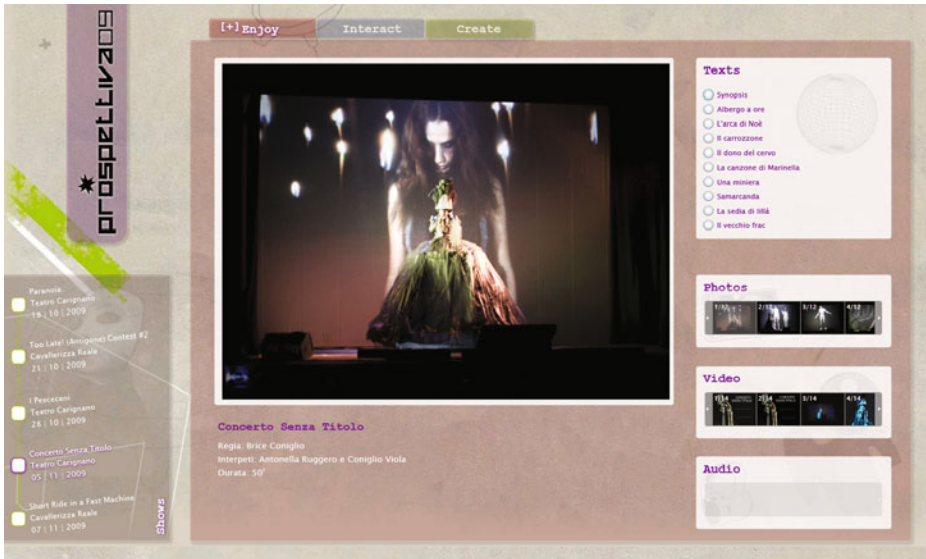 prospettiva09
[+]Enjoy
Interact
Create
Paranoia
Teatro Carignano
18 | 10 | 2009
Too Late! (Antigone) Contest #2
Cavallerizza Reale
21 | 10 | 2009
I Pescecani
Teatro Carignano
28 | 10 | 2009
Concerto Senza Titolo
Teatro Carignano
05 | 11 | 2009
Short Ride in a Fast Machine
Cavallerizza Reale
07 | 11 | 2009
Shows
Concerto Senza Titolo
Regia: Brice Coniglio
Interpeti: Antonella Ruggero e Coniglio Viola
Durata: 50'
Texts
Synopsis
Albergo a ore
L'arca di Noè
Il carrozzone
Il dono del cervo
La canzone di Marinella
Una miniera
Samarcanda
La sedia di lillà
Il vecchio frac
Photos
1/12 2/12 3/12 4/12
Video
1/14 2/14 3/14 4/14
Audio